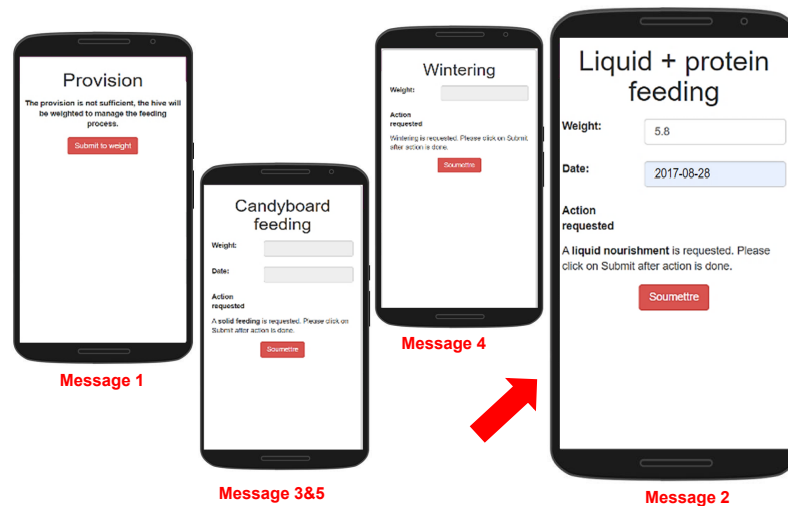 Provision
The provision is not sufficient, the hive will
be weighted to manage the feeding
process.
Submit to weight
Message 1
Candyboard
feeding
Weight:
Date:
Action
requested
A solid feeding is requested. Please click on
Submit after action is done.
Soumettre
Message 3&5
Wintering
Weight:
Action
requested
Wintering is requested. Please click on Submit
after action is done.
Soumettre
Message 4
Liquid + protein
feeding
Weight:
5.8
Date:
2017-08-28
Action
requested
A liquid nourishment is requested. Please
click on Submit after action is done.
Soumettre
Message 2